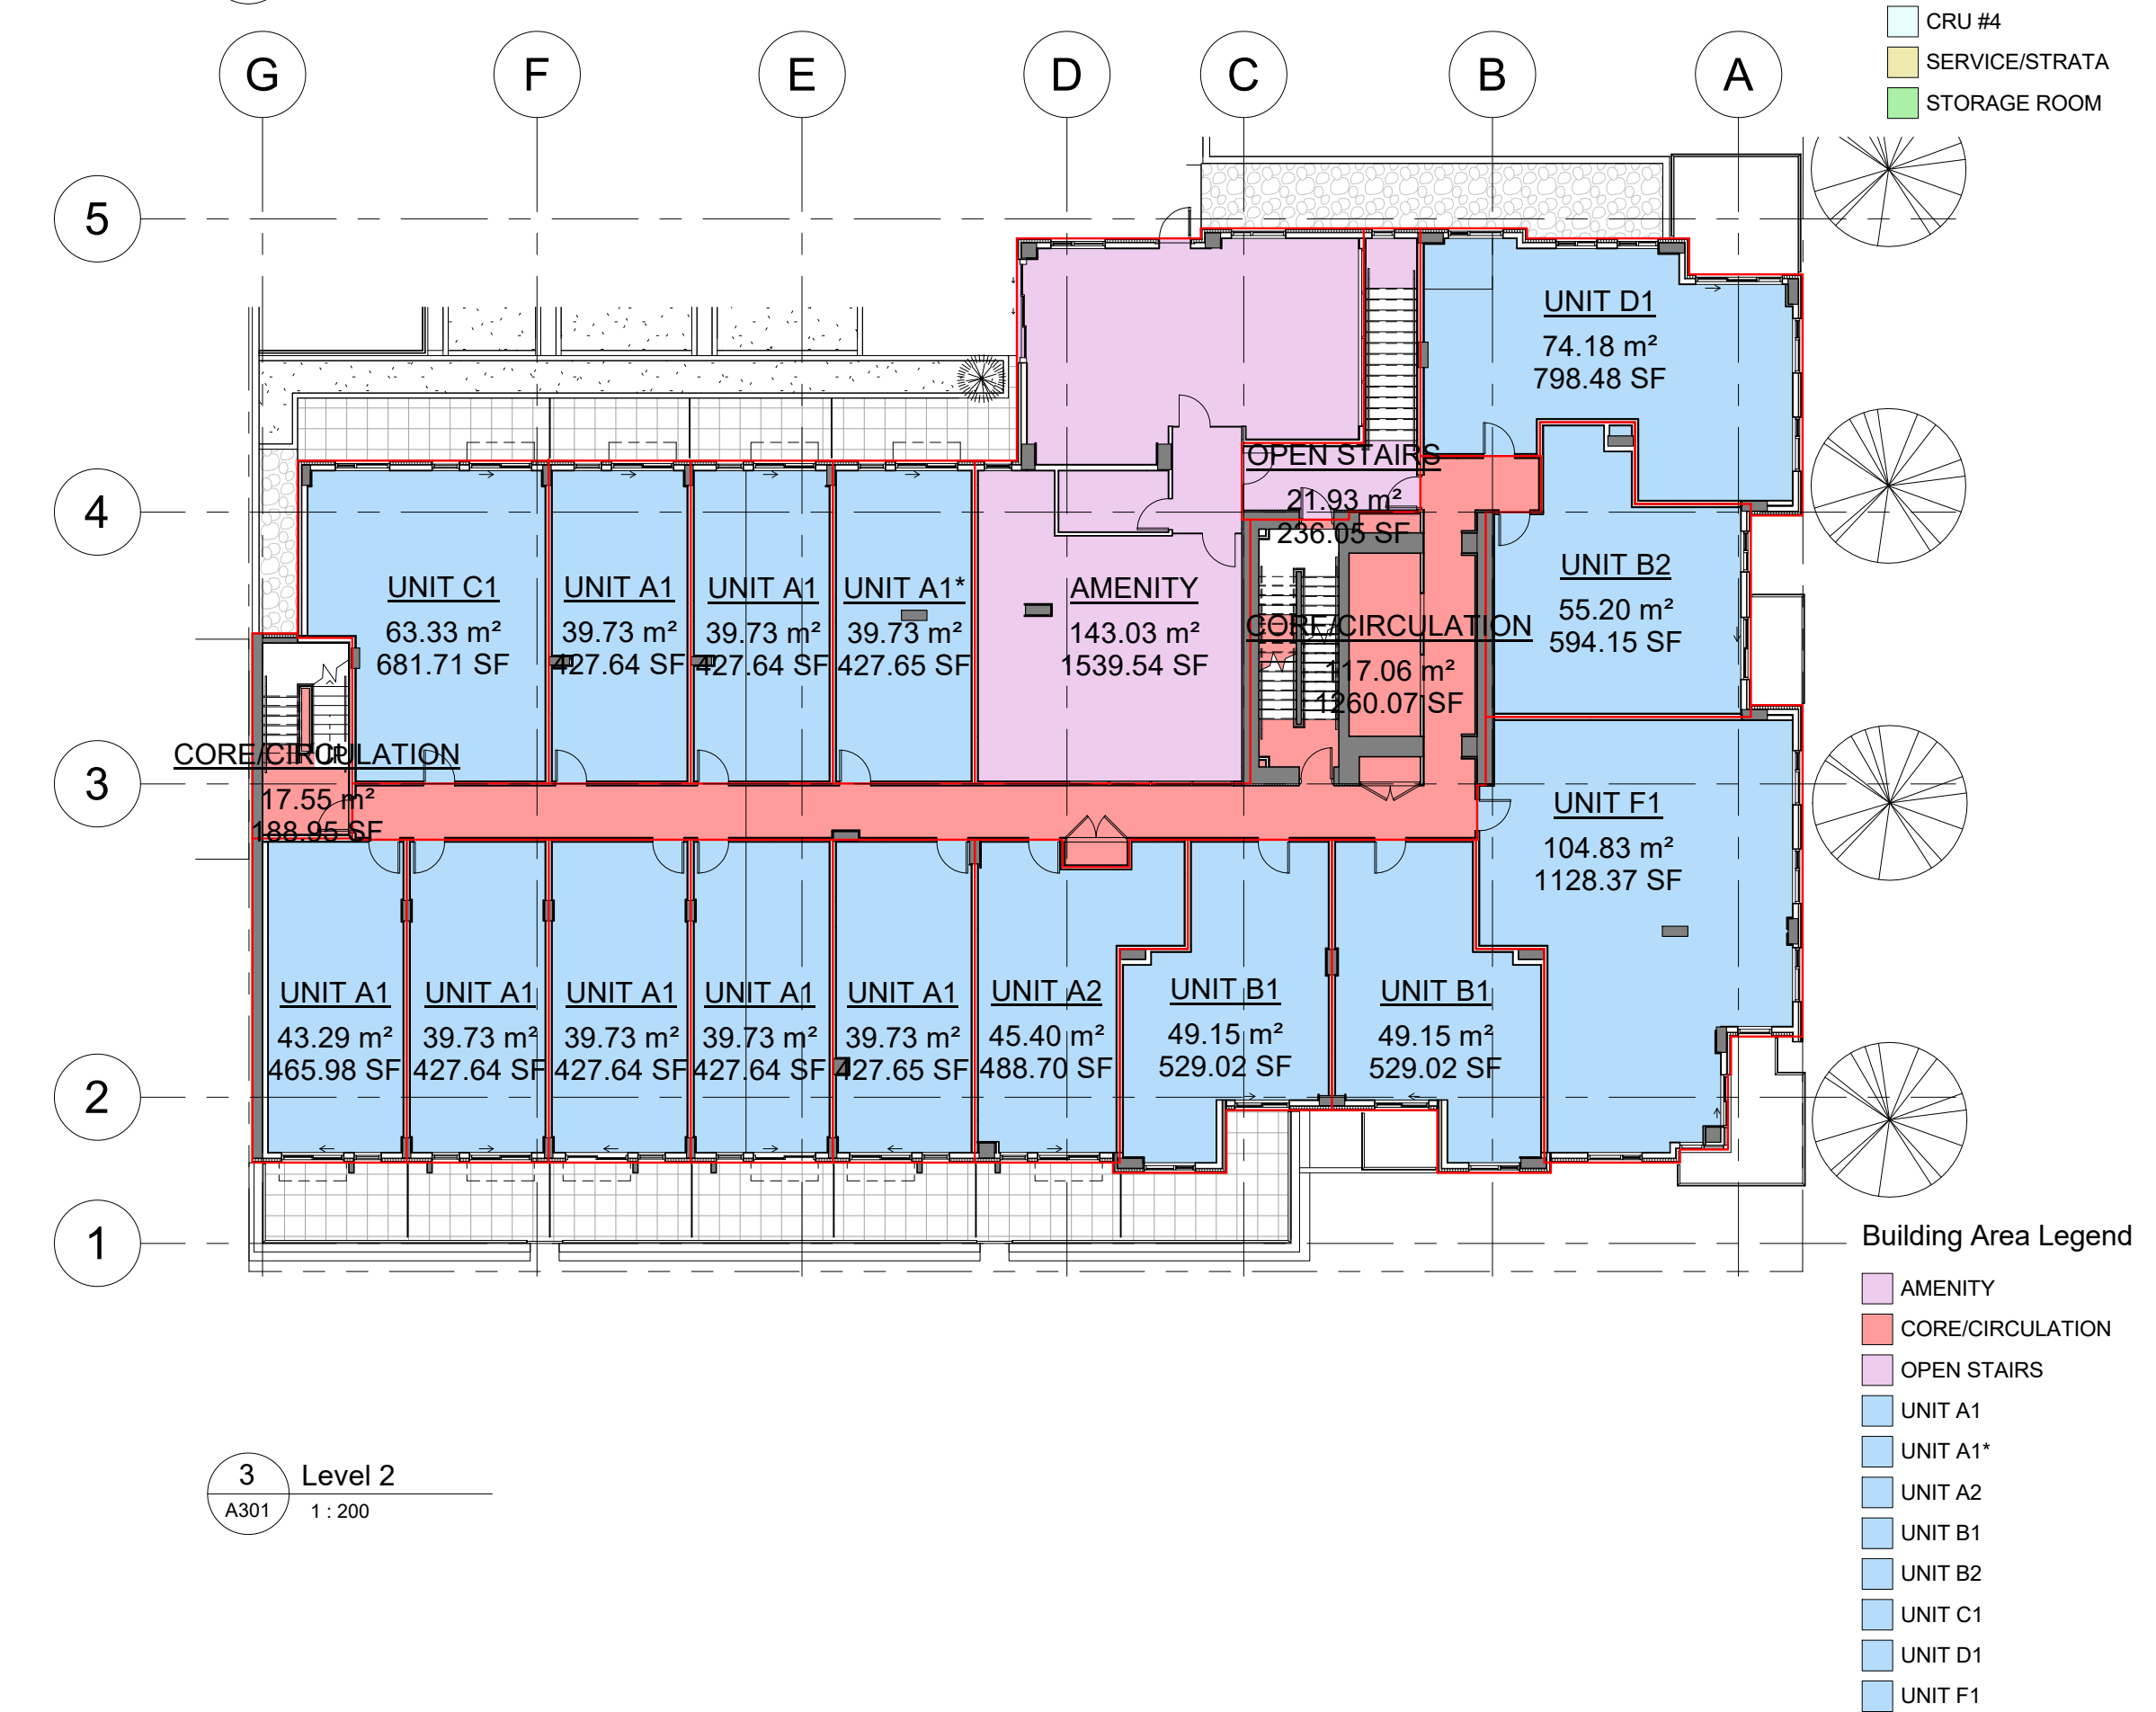 CRU #4
SERVICE/STRATA
STORAGE ROOM
G
F
E
D
C
B
A
5
4
3
2
1
UNIT D1
74.18 m²
798.48 SF
OPEN STAIRS
21.93 m²
236.05 SF
UNIT C1
63.33 m²
681.71 SF
UNIT A1
39.73 m²
427.64 SF
UNIT A1
39.73 m²
427.64 SF
UNIT A1*
39.73 m²
427.65 SF
AMENITY
143.03 m²
1539.54 SF
CORE/CIRCULATION
117.06 m²
1260.07 SF
UNIT B2
55.20 m²
594.15 SF
CORE/CIRCULATION
17.55 m²
188.95 SF
UNIT F1
104.83 m²
1128.37 SF
UNIT A1
43.29 m²
465.98 SF
UNIT A1
39.73 m²
427.64 SF
UNIT A1
39.73 m²
427.64 SF
UNIT A1
39.73 m²
427.64 SF
UNIT A1
39.73 m²
427.65 SF
UNIT A2
45.40 m²
488.70 SF
UNIT B1
49.15 m²
529.02 SF
UNIT B1
49.15 m²
529.02 SF
Building Area Legend
AMENITY
CORE/CIRCULATION
OPEN STAIRS
UNIT A1
UNIT A1*
UNIT A2
UNIT B1
UNIT B2
UNIT C1
UNIT D1
UNIT F1
3
Level 2
A301
1 : 200